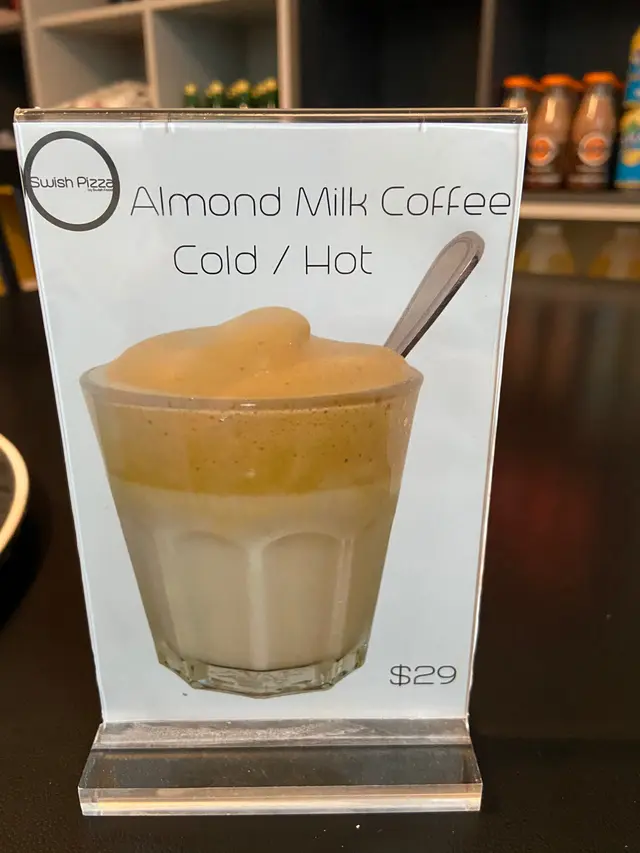 Swish Pizza
Almond Milk Coffee
Cold / Hot
$29